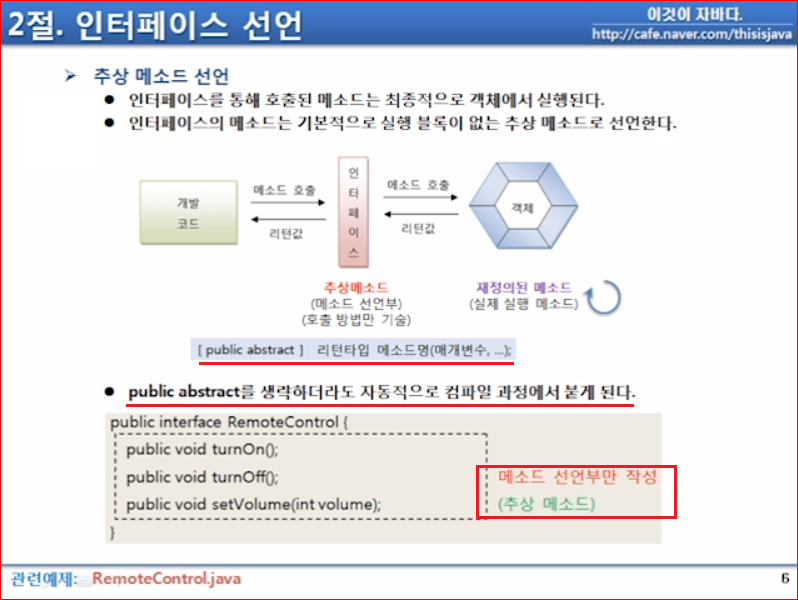 2절. 인터페이스 선언
이것이 자바다.
http://cafe.naver.com/thisisjava
추상 메소드 선언
인터페이스를 통해 호출된 메소드는 최종적으로 객체에서 실행된다.
인터페이스의 메소드는 기본적으로 실행 블록이 없는 추상 메소드로 선언한다.
개발
코드
메소드 호출
리턴값
인
터
페
이
스
메소드 호출
리턴값
객체
추상메소드
(메소드 선언부)
(호출 방법만 기술)
재정의된 메소드
(실제 실행 메소드)
[ public abstract ] 리턴타입 메소드명(매개변수, ...);
public abstract를 생략하더라도 자동적으로 컴파일 과정에서 붙게 된다.
public interface RemoteControl {
public void turnOn();
public void turnOff();
public void setVolume(int volume);
}
메소드 선언부만 작성
(추상 메소드)
관련예제: RemoteControl.java
6